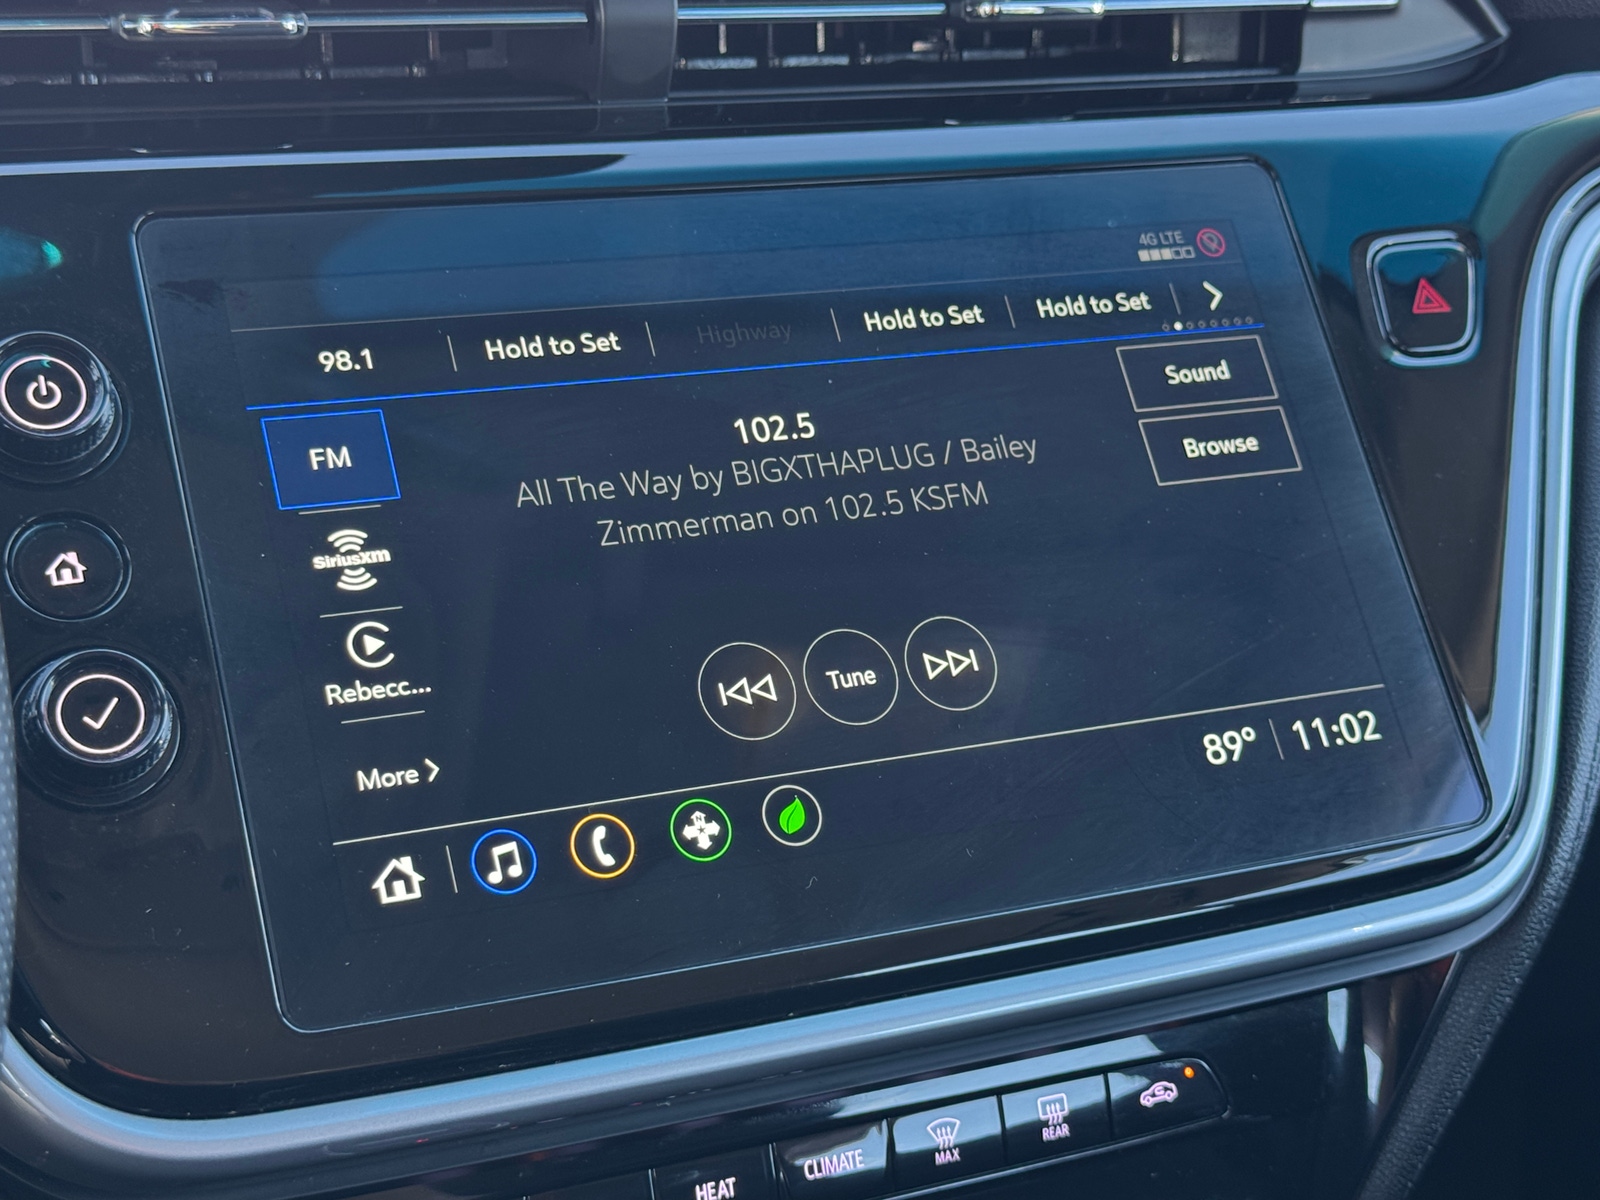 4G LTE
98.1
Hold to Set
Highway
Hold to Set
Hold to Set
Sound
Browse
FM
102.5
All The Way by BIGXTHAPLUG / Bailey
Zimmerman on 102.5 KSFM
SiriusXm
Rebecc...
More
Tune
89° 11:02
HEAT
CLIMATE
MAX
REAR